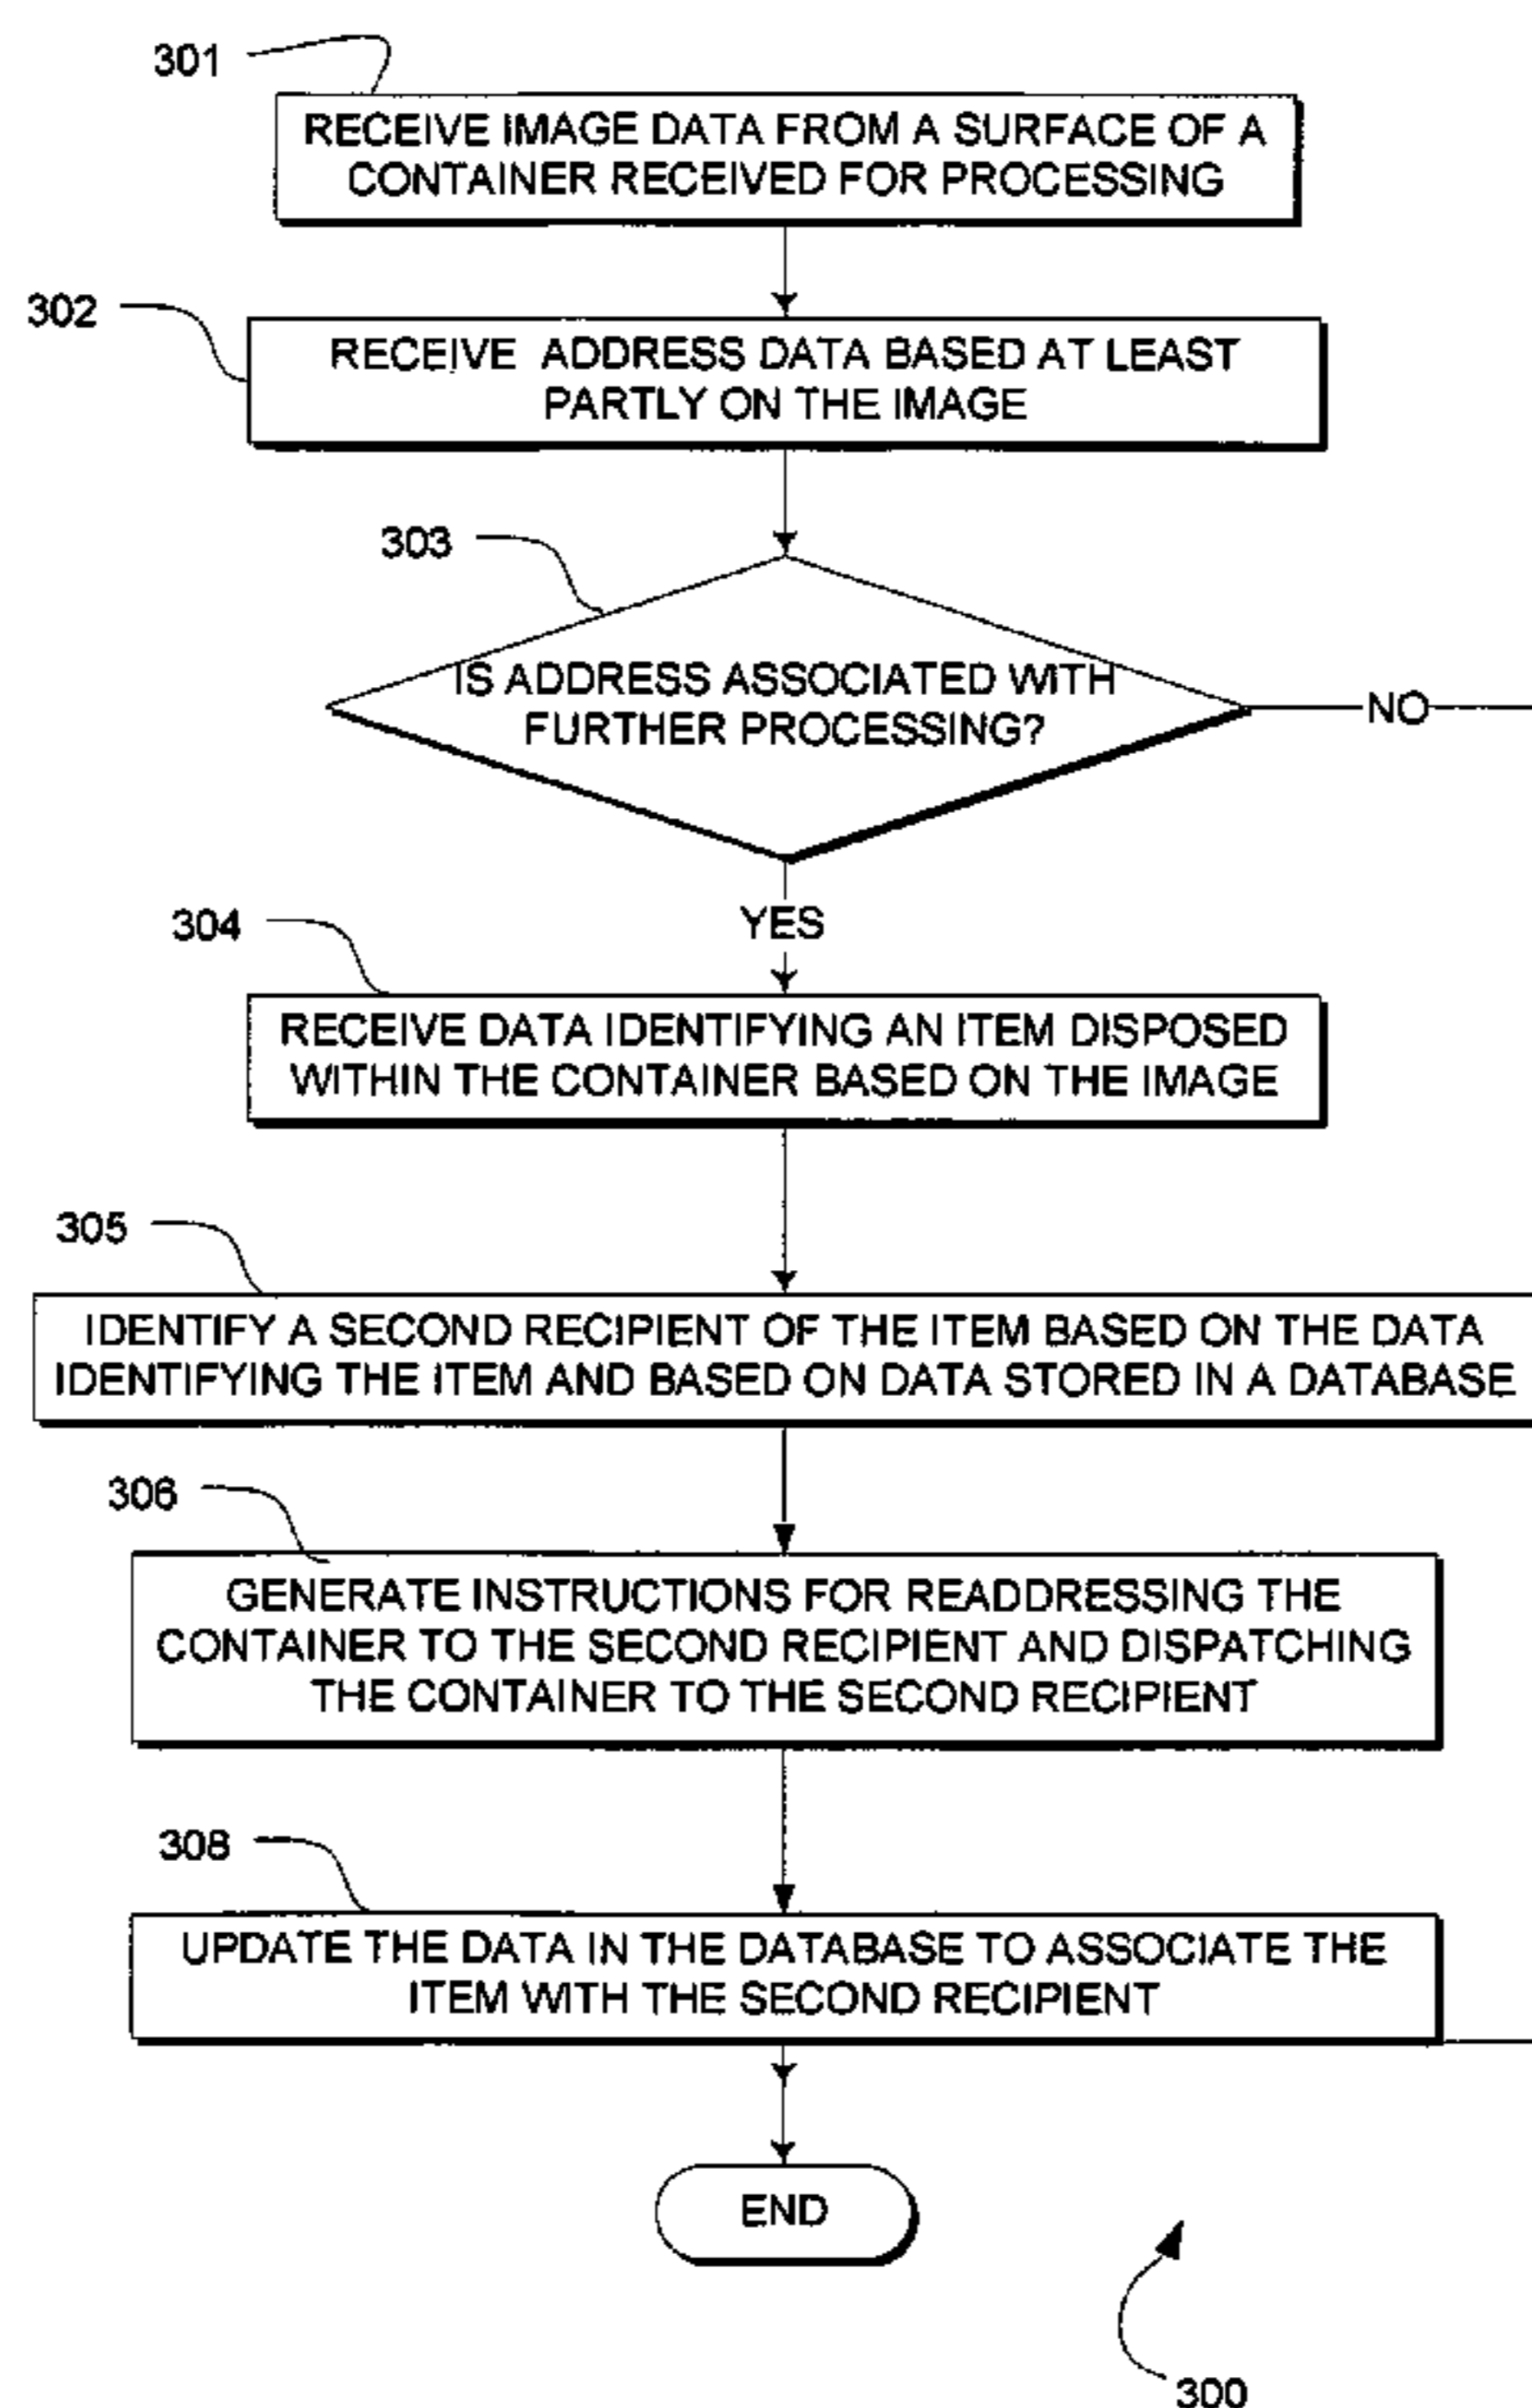 301
RECEIVE IMAGE DATA FROM A SURFACE OF A
CONTAINER RECEIVED FOR PROCESSING
302
RECEIVE ADDRESS DATA BASED AT LEAST
PARTLY ON THE IMAGE
303
IS ADDRESS ASSOCIATED WITH
FURTHER PROCESSING?
NO
YES
304
RECEIVE DATA IDENTIFYING AN ITEM DISPOSED
WITHIN THE CONTAINER BASED ON THE IMAGE
305
IDENTIFY A SECOND RECIPIENT OF THE ITEM BASED ON THE DATA
IDENTIFYING THE ITEM AND BASED ON DATA STORED IN A DATABASE
306
GENERATE INSTRUCTIONS FOR READDRESSING THE
CONTAINER TO THE SECOND RECIPIENT AND DISPATCHING
THE CONTAINER TO THE SECOND RECIPIENT
308
UPDATE THE DATA IN THE DATABASE TO ASSOCIATE THE
ITEM WITH THE SECOND RECIPIENT
END
300